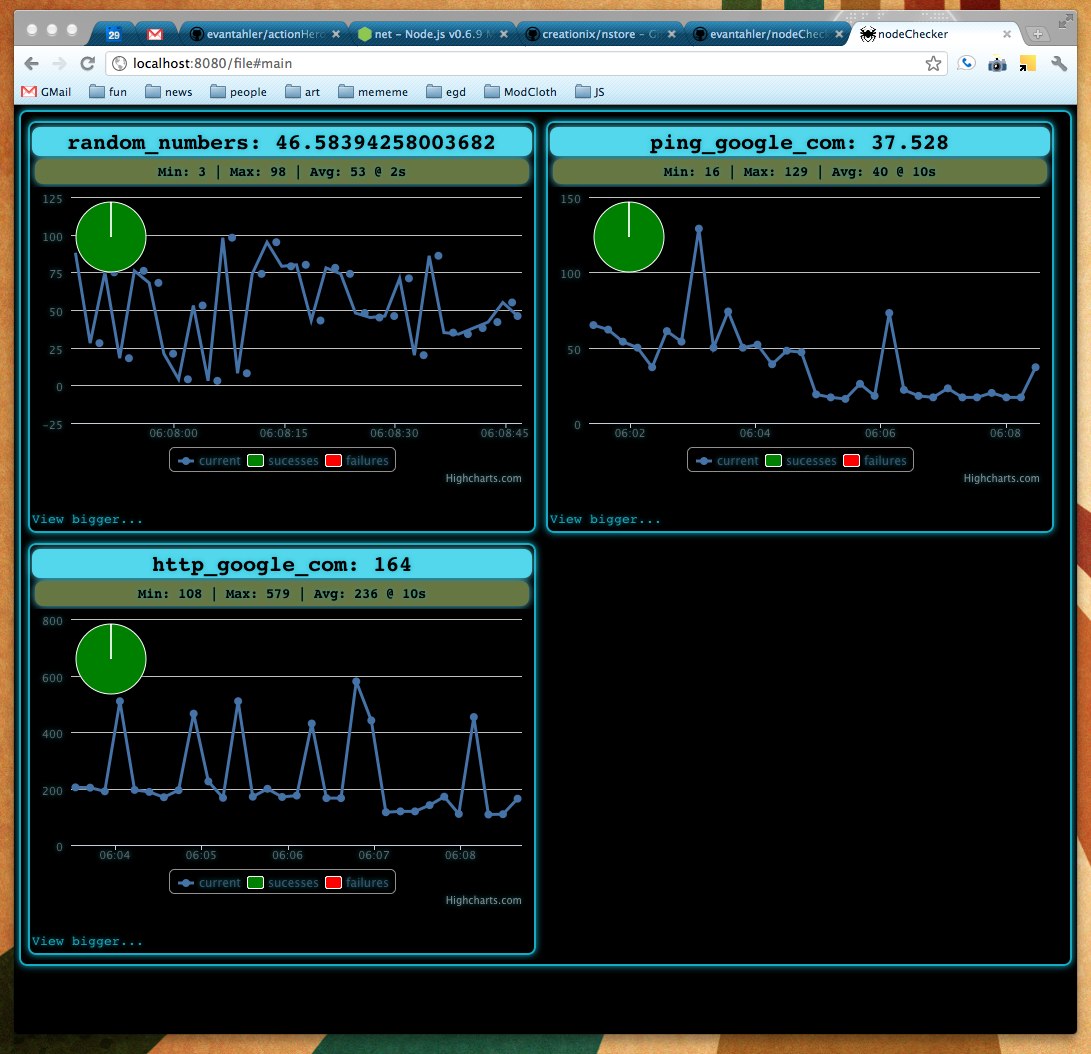 29
evantahler/actionHero
net – Node.js v0.6.9 M
creationix/nstore – Gi
evantahler/nodeCheck
nodeChecker
localhost:8080/file#main
GMail
fun
news
people
art
mememe
egd
ModCloth
JS
random_numbers: 46.58394258003682
Min: 3 | Max: 98 | Avg: 53 @ 2s
125
100
75
50
25
0
-25
06:08:00 06:08:15 06:08:30 06:08:45
current sucesses failures
Highcharts.com
View bigger...
ping_google_com: 37.528
Min: 16 | Max: 129 | Avg: 40 @ 10s
150
100
50
0
06:02 06:04 06:06 06:08
current sucesses failures
Highcharts.com
View bigger...
http_google_com: 164
Min: 108 | Max: 579 | Avg: 236 @ 10s
800
600
400
200
0
06:04 06:05 06:06 06:07 06:08
current sucesses failures
Highcharts.com
View bigger...